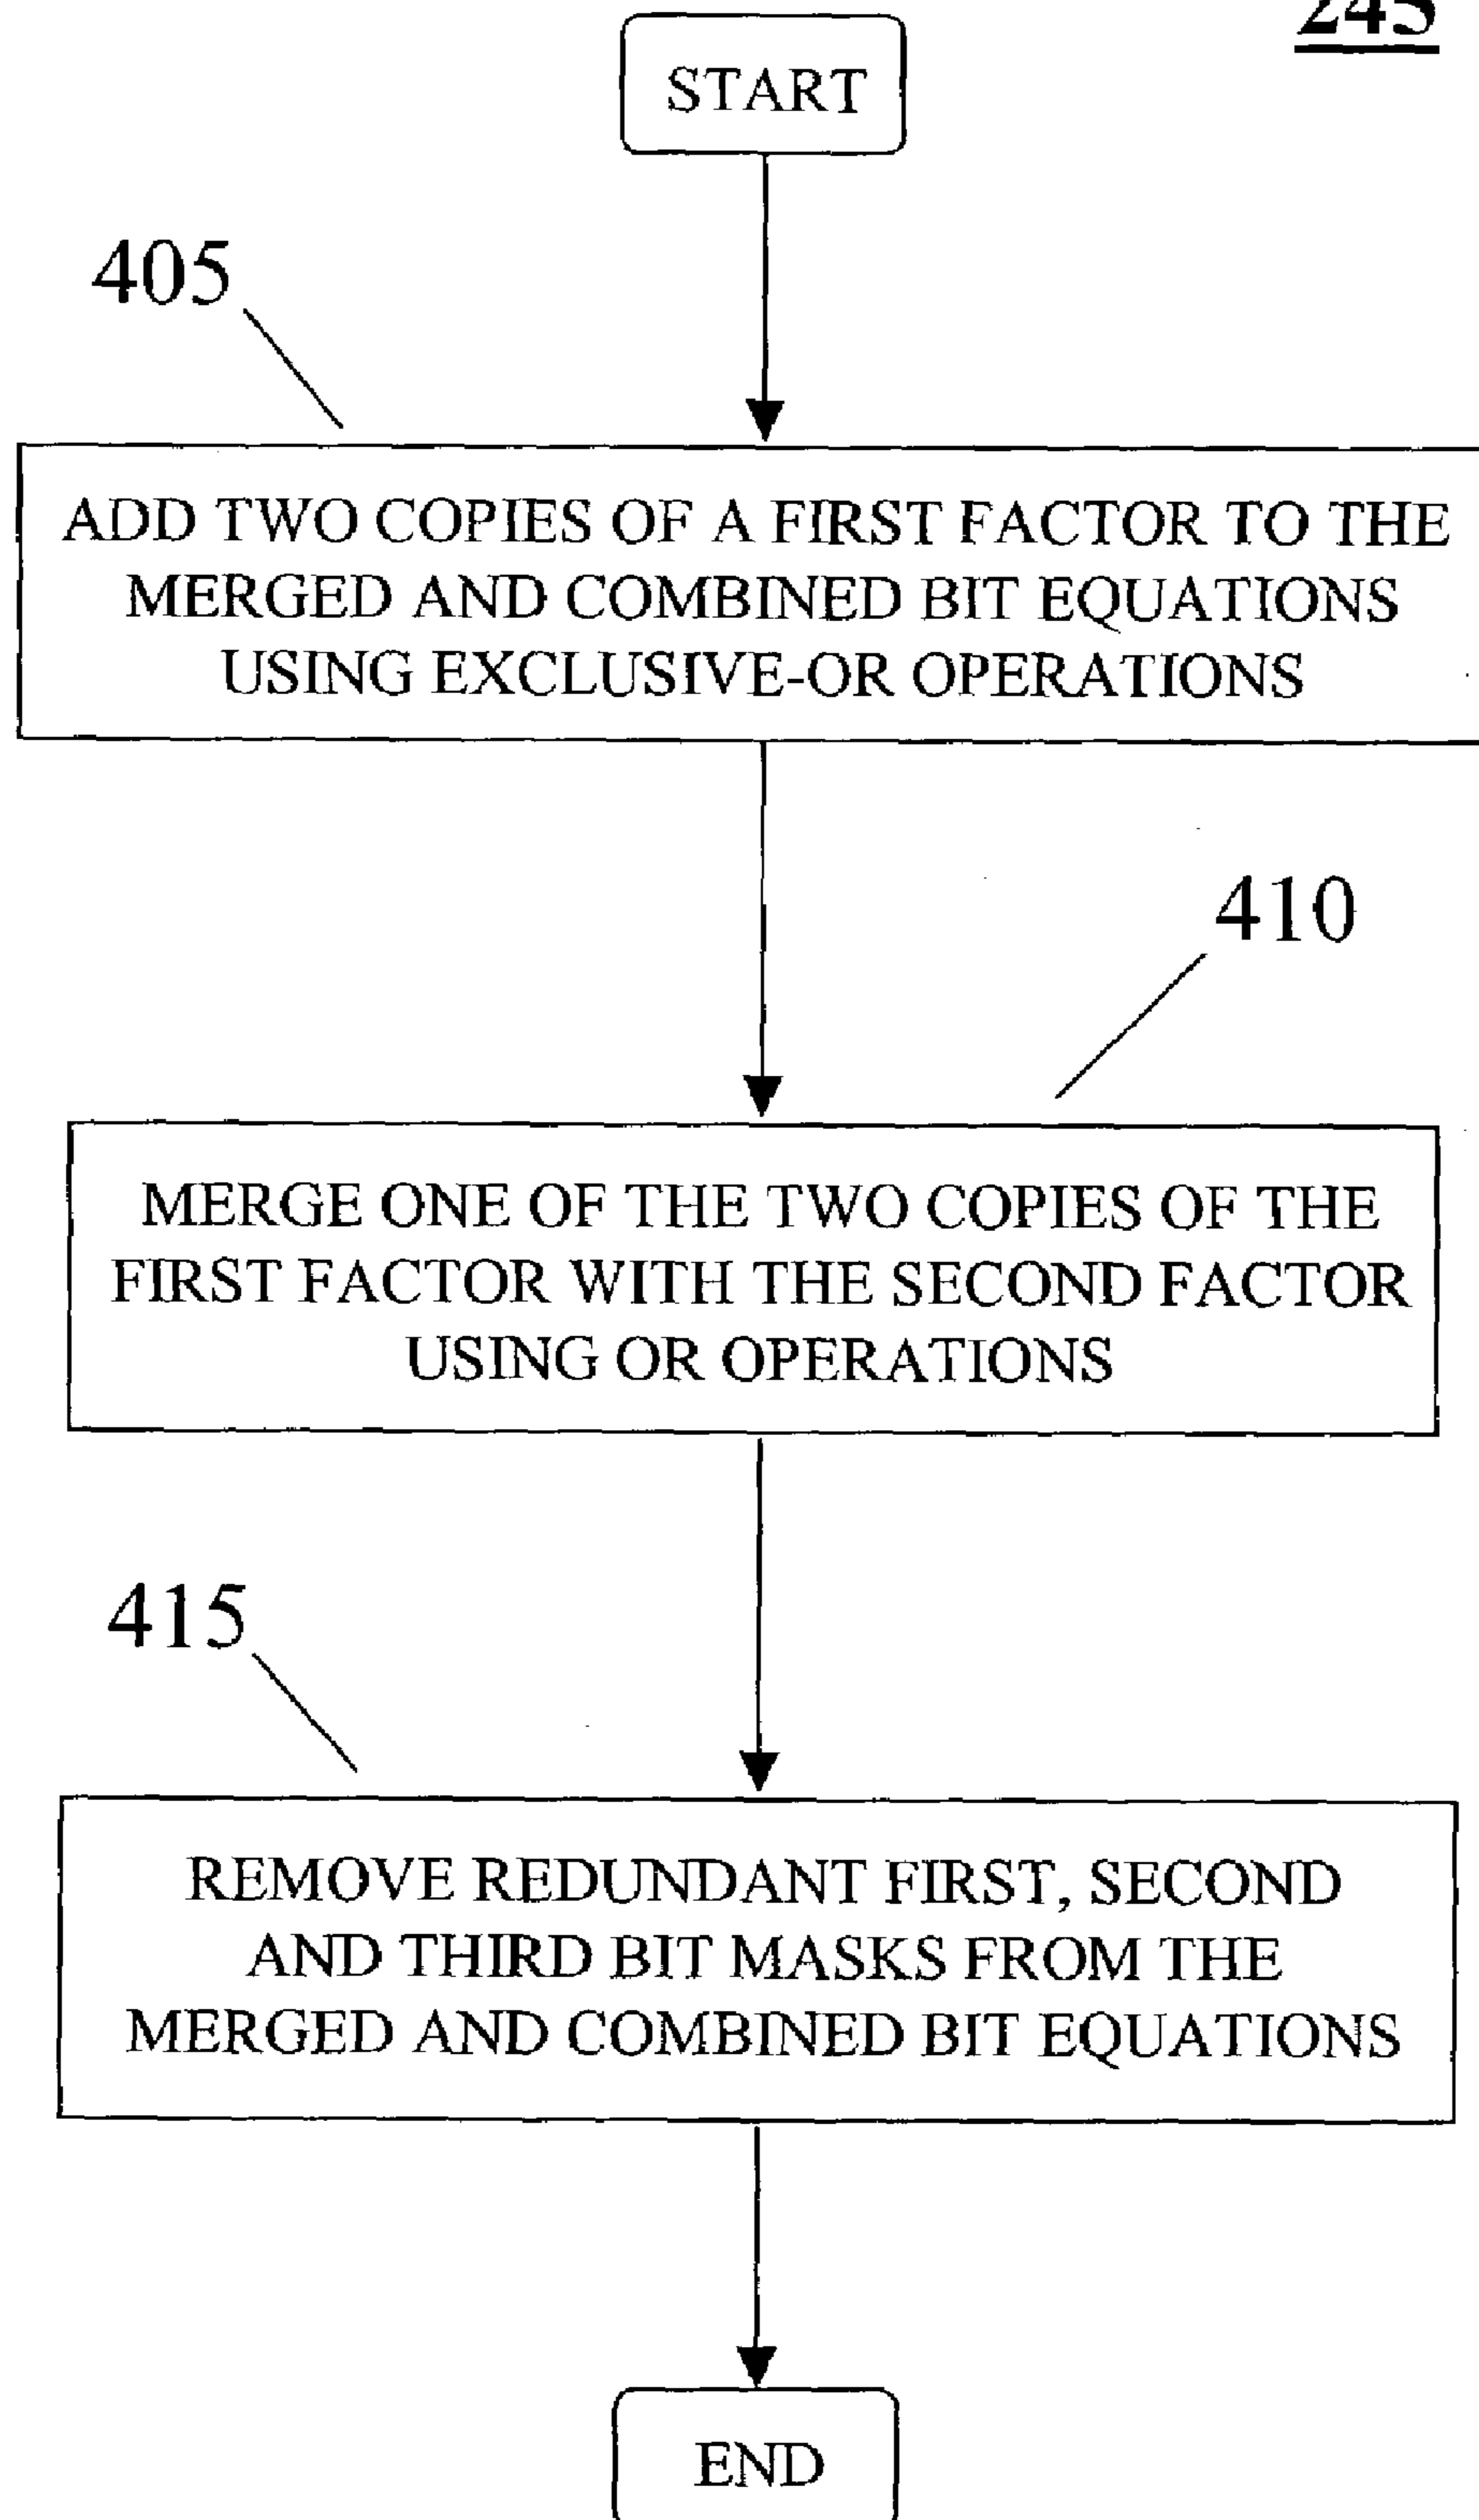 245
START
405
ADD TWO COPIES OF A FIRST FACTOR TO THE
MERGED AND COMBINED BIT EQUATIONS
USING EXCLUSIVE-OR OPERATIONS
410
MERGE ONE OF THE TWO COPIES OF THE
FIRST FACTOR WITH THE SECOND FACTOR
USING OR OPERATIONS
415
REMOVE REDUNDANT FIRST, SECOND
AND THIRD BIT MASKS FROM THE
MERGED AND COMBINED BIT EQUATIONS
END